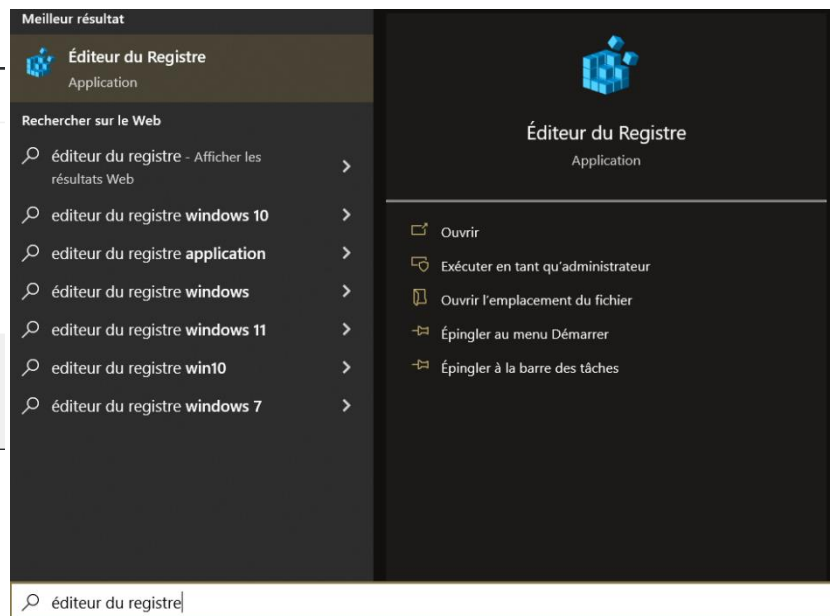 Meilleur résultat
Éditeur du Registre
Application
Rechercher sur le Web
éditeur du registre - Afficher les
résultats Web
editeur du registre windows 10
editeur du registre application
éditeur du registre windows
editeur du registre windows 11
editeur du registre win10
éditeur du registre windows 7
Éditeur du Registre
Application
Ouvrir
Exécuter en tant qu'administrateur
Ouvrir l'emplacement du fichier
Épingler au menu Démarrer
Épingler à la barre des tâches
éditeur du registre